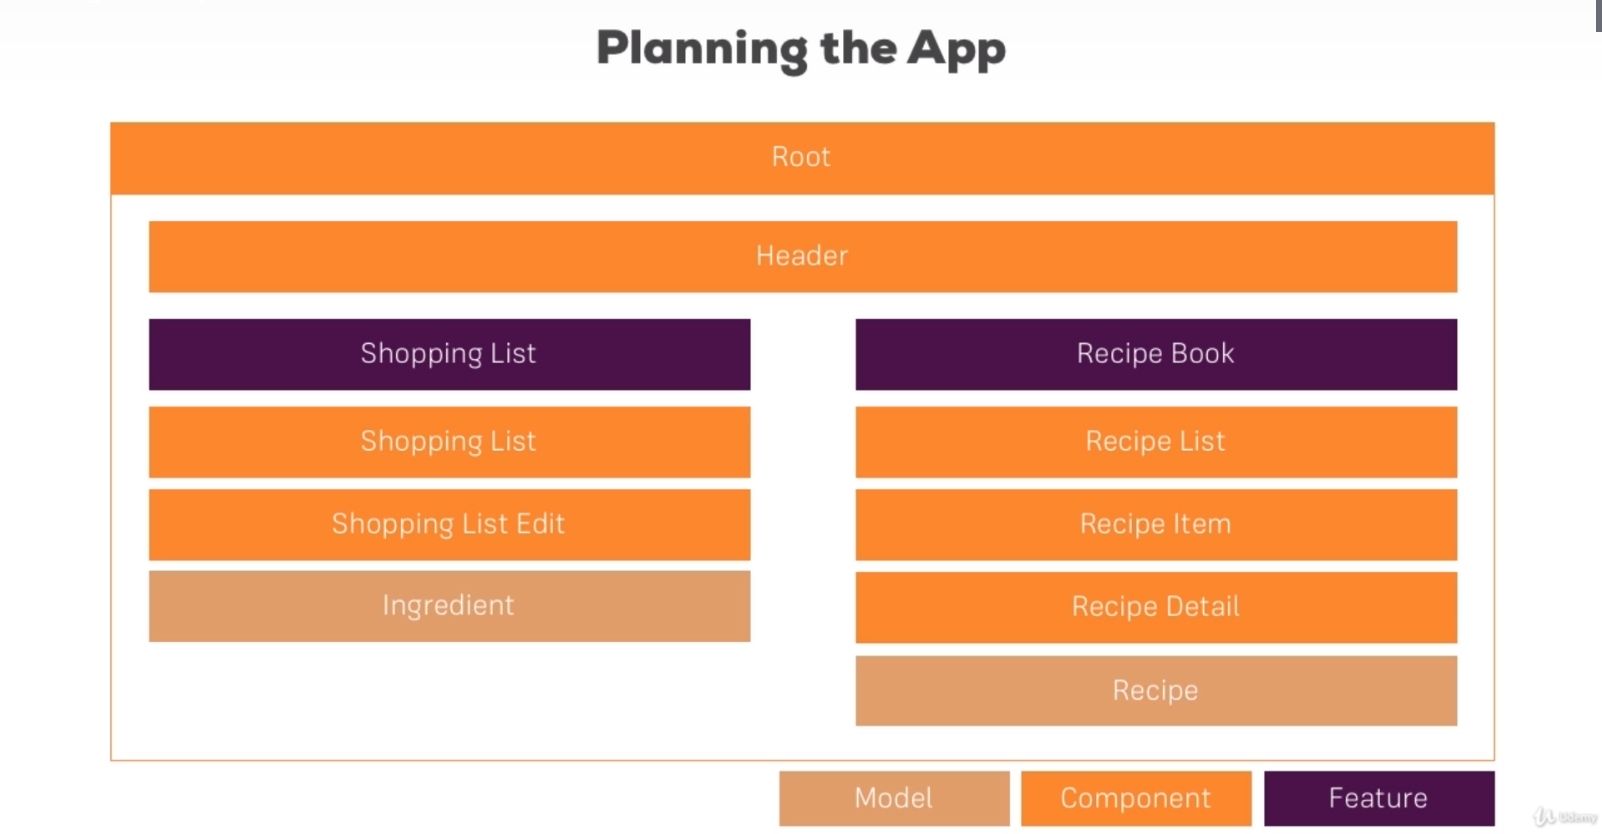 Planning the App
Root
Header
Shopping List
Shopping List
Shopping List Edit
Ingredient
Recipe Book
Recipe List
Recipe Item
Recipe Detail
Recipe
Model
Component
Feature
Udemy